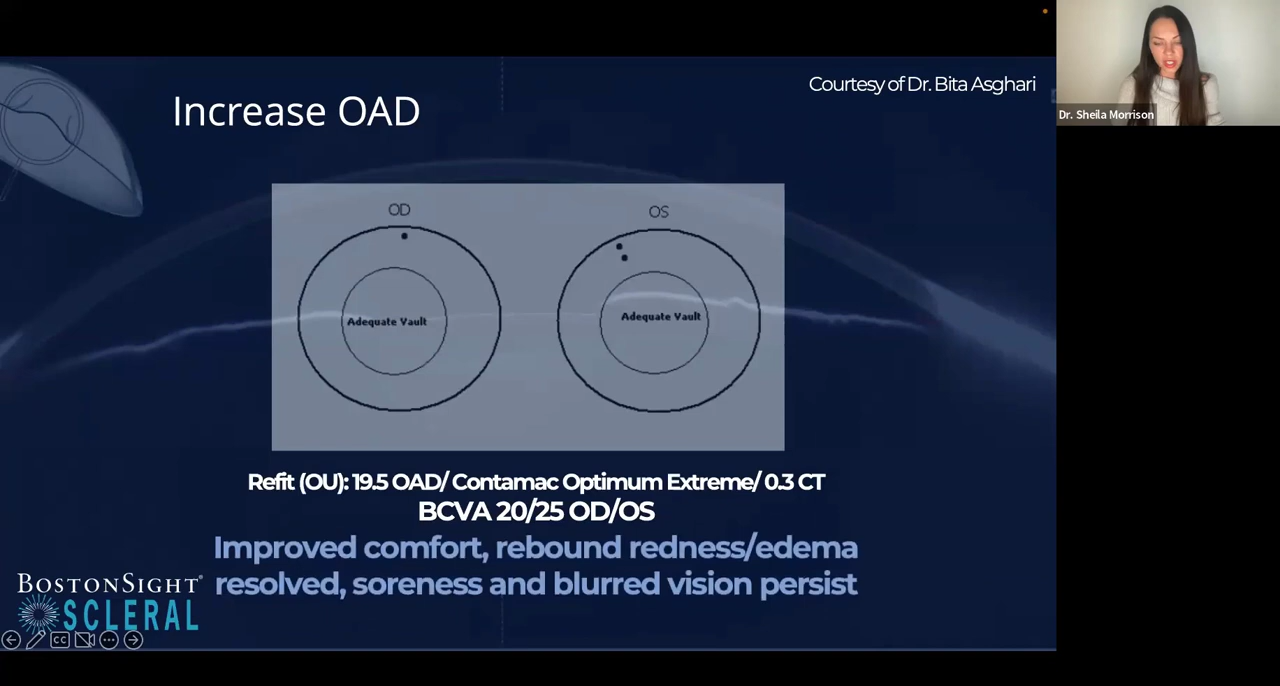 Courtesy of Dr. Bita Asghari
Increase OAD
Dr. Sheila Morrison
OD
OS
Adequate Vault
Adequate Vault
Refit (OU): 19.5 OAD/ Contamac Optimum Extreme/ 0.3 CT
BCVA 20/25 OD/OS
Improved comfort, rebound redness/edema
resolved, soreness and blurred vision persist
BOSTONSIGHT®
SCLERAL
CC